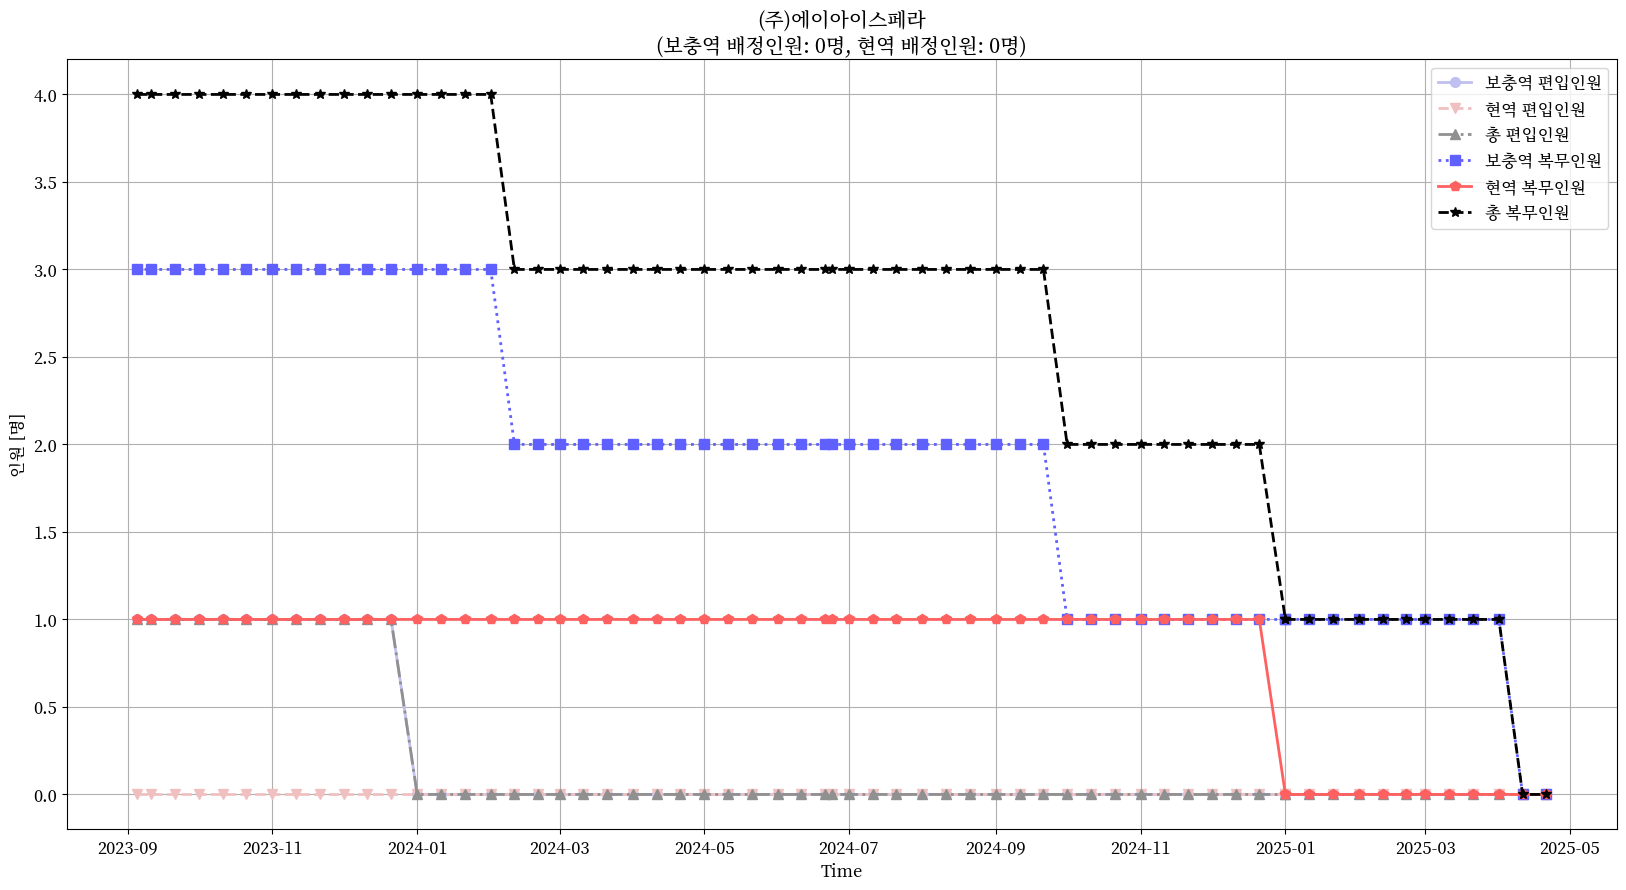 (주)에이아이스페라
(보충역 배정인원: 0명, 현역 배정인원: 0명)
보충역 편입인원
현역 편입인원
총 편입인원
보충역 복무인원
현역 복무인원
총 복무인원
인원 [명]
4.0
3.5
3.0
2.5
2.0
1.5
1.0
0.5
0.0
2023-09 2023-11 2024-01 2024-03 2024-05 2024-07 2024-09 2024-11 2025-01 2025-03 2025-05
Time